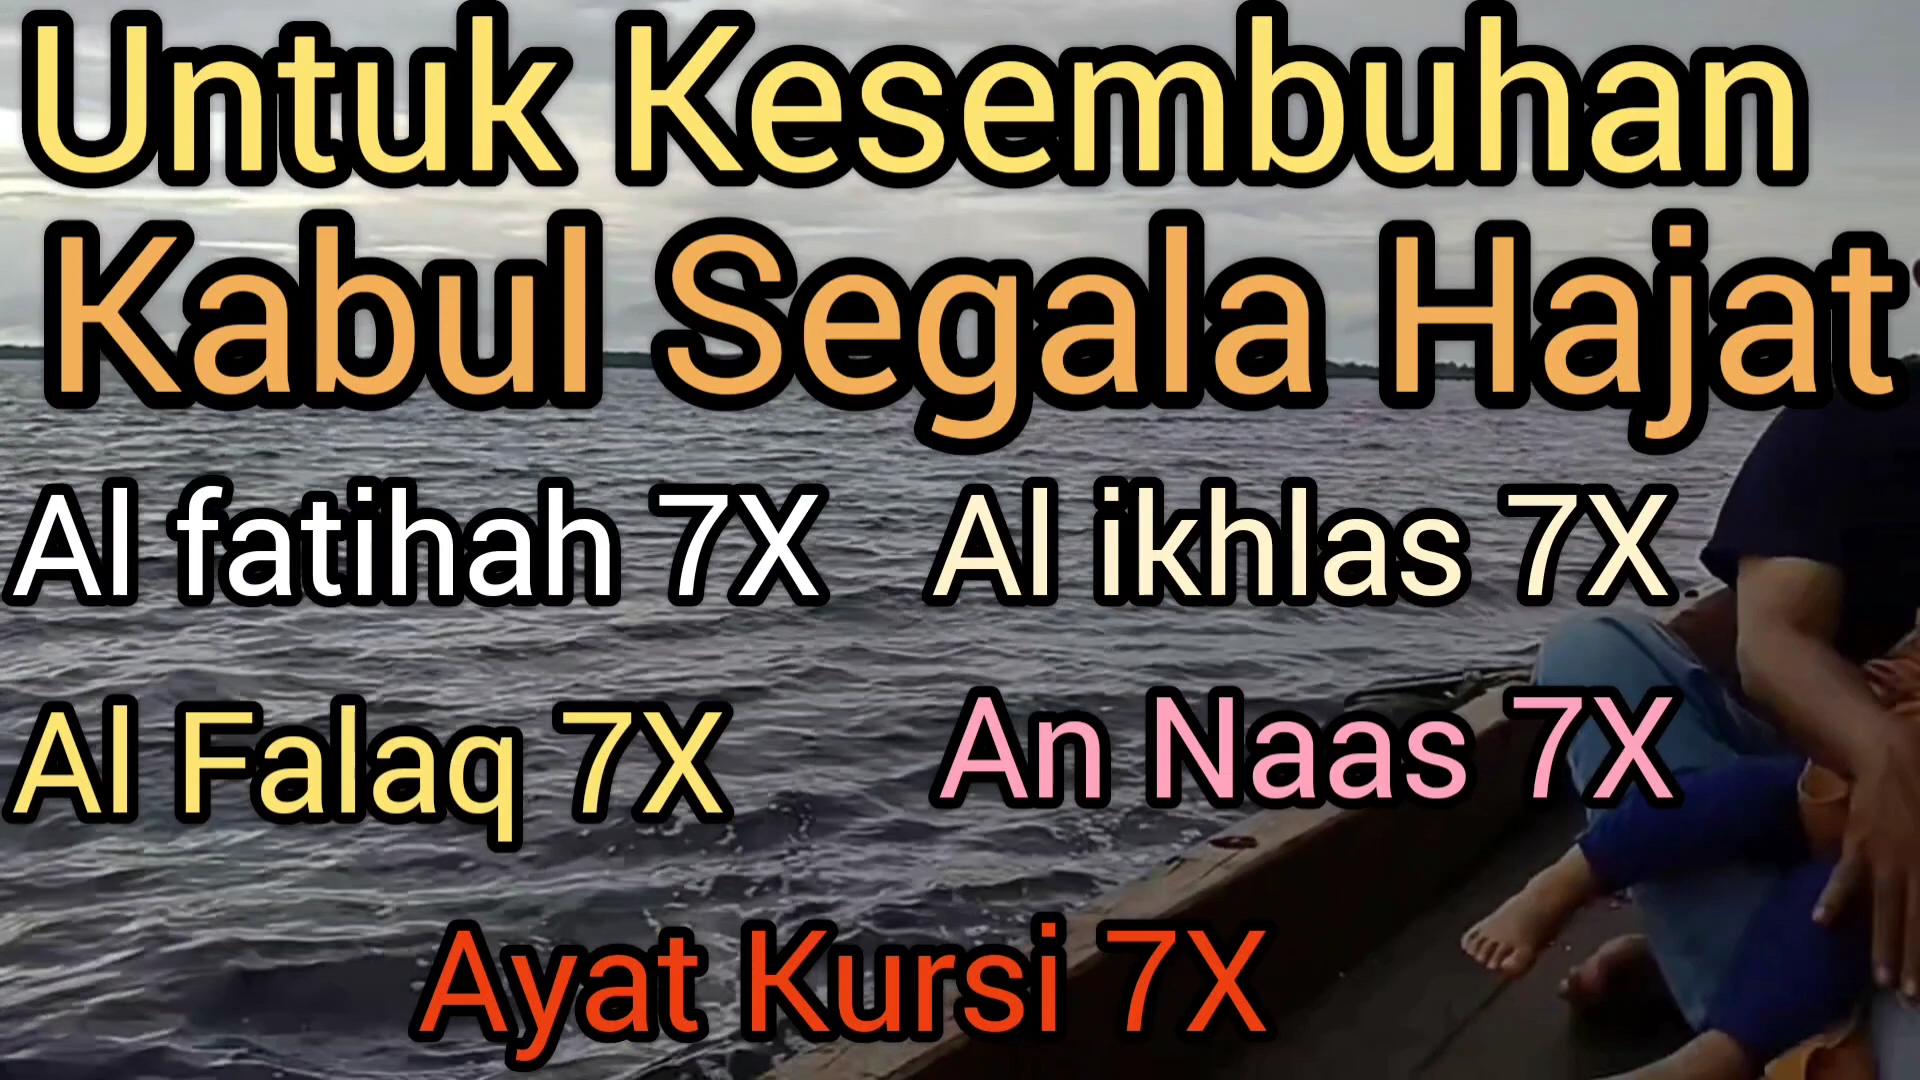 Untuk Kesembuhan
Kabul Segala Hajat
Al fatihah 7X Al ikhlas 7X
Al Falaq 7X An Naas 7X
Ayat Kursi 7X